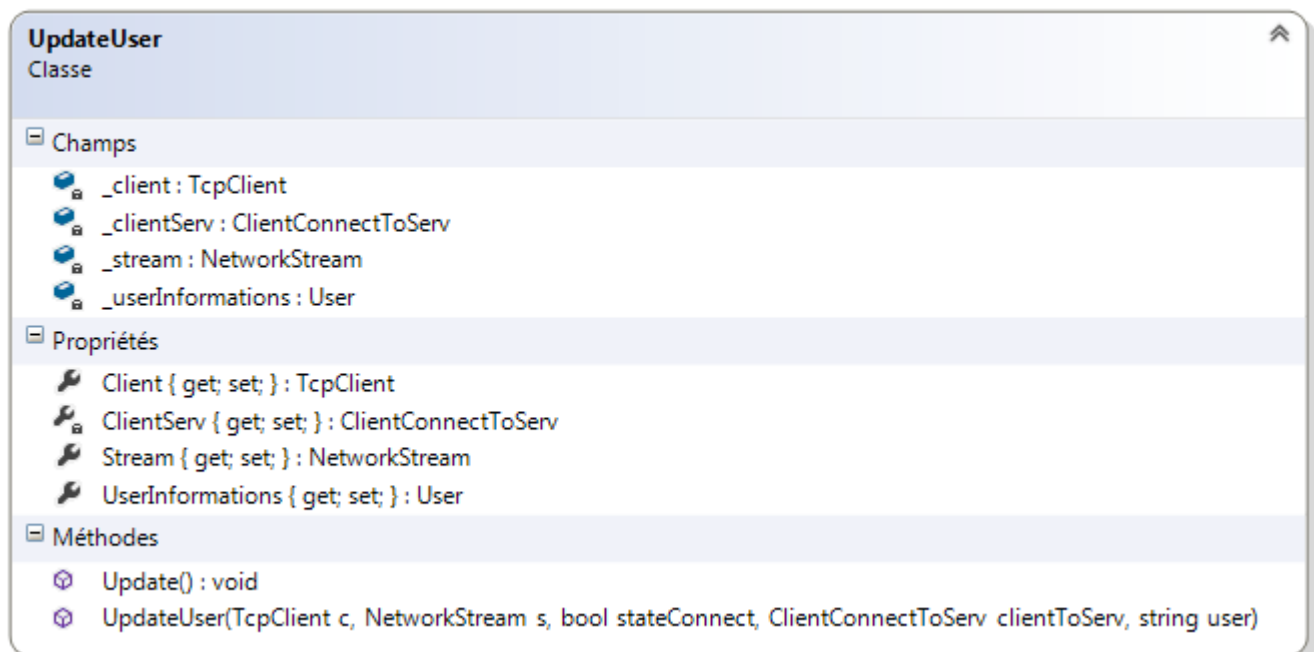 UpdateUser
Classe
Champs
_client : TcpClient
_clientServ : ClientConnectToServ
_stream : NetworkStream
_userInformations : User
Propriétés
Client { get; set; } : TcpClient
ClientServ { get; set; } : ClientConnectToServ
Stream { get; set; } : NetworkStream
UserInformations { get; set; } : User
Méthodes
Update() : void
UpdateUser(TcpClient c, NetworkStream s, bool stateConnect, ClientConnectToServ clientToServ, string user)